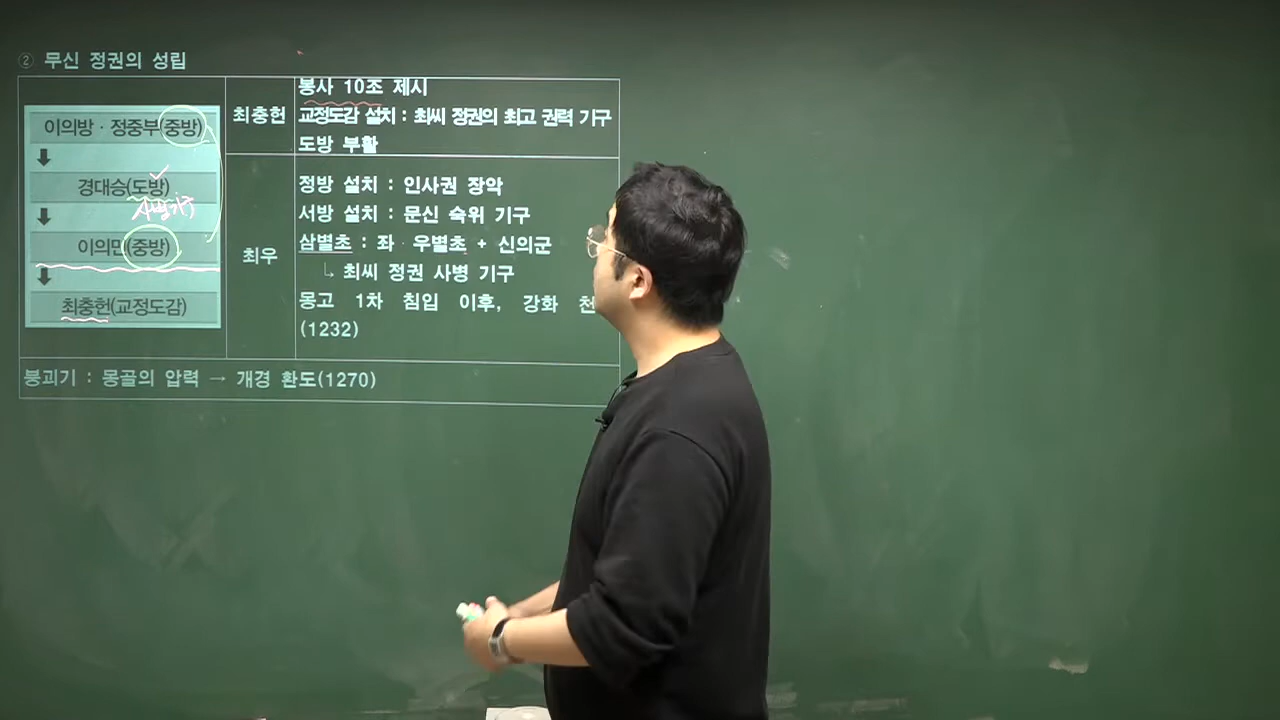 ② 무신 정권의 성립
이의방 · 정중부(중방)
경대승(도방)
사병기구
이의민(중방)
최충헌(교정도감)
최충헌
봉사 10조 제시
교정도감 설치 : 최씨 정권의 최고 권력 기구
도방 부활
최우
정방 설치 : 인사권 장악
서방 설치 : 문신 숙위 기구
삼별초 : 좌 · 우별초 + 신의군
↳ 최씨 정권 사병 기구
몽고 1차 침입 이후, 강화 천
(1232)
붕괴기 : 몽골의 압력 → 개경 환도(1270)